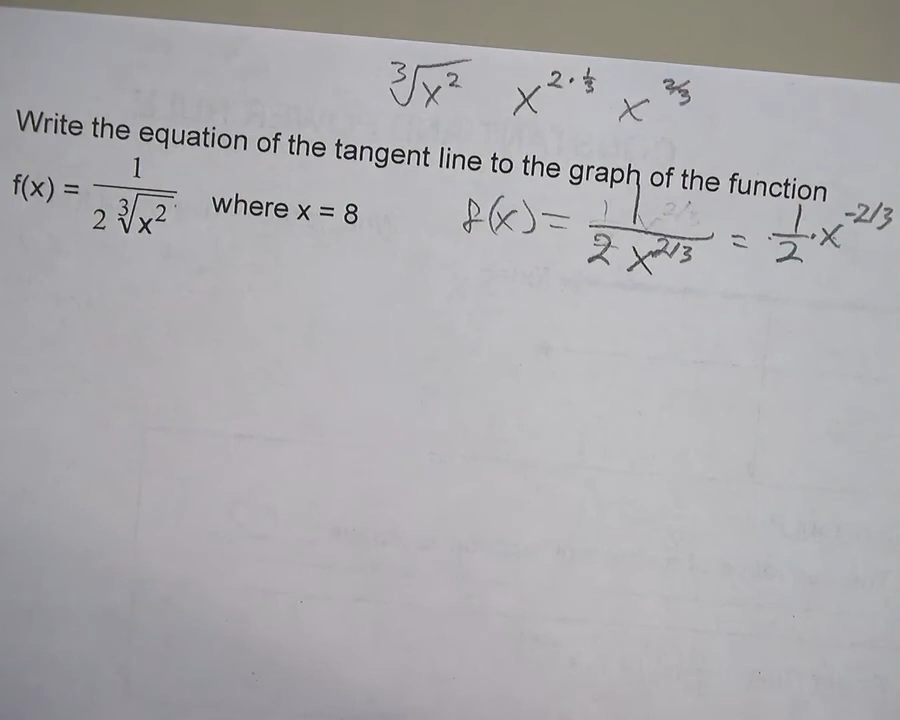 ∛x² x^2·⅓ x^⅔
Write the equation of the tangent line to the graph of the function
f(x) = 1/(2 ∛x²) where x = 8 f(x) = 1/(2 x^2/3) = 1/2 · x^-2/3